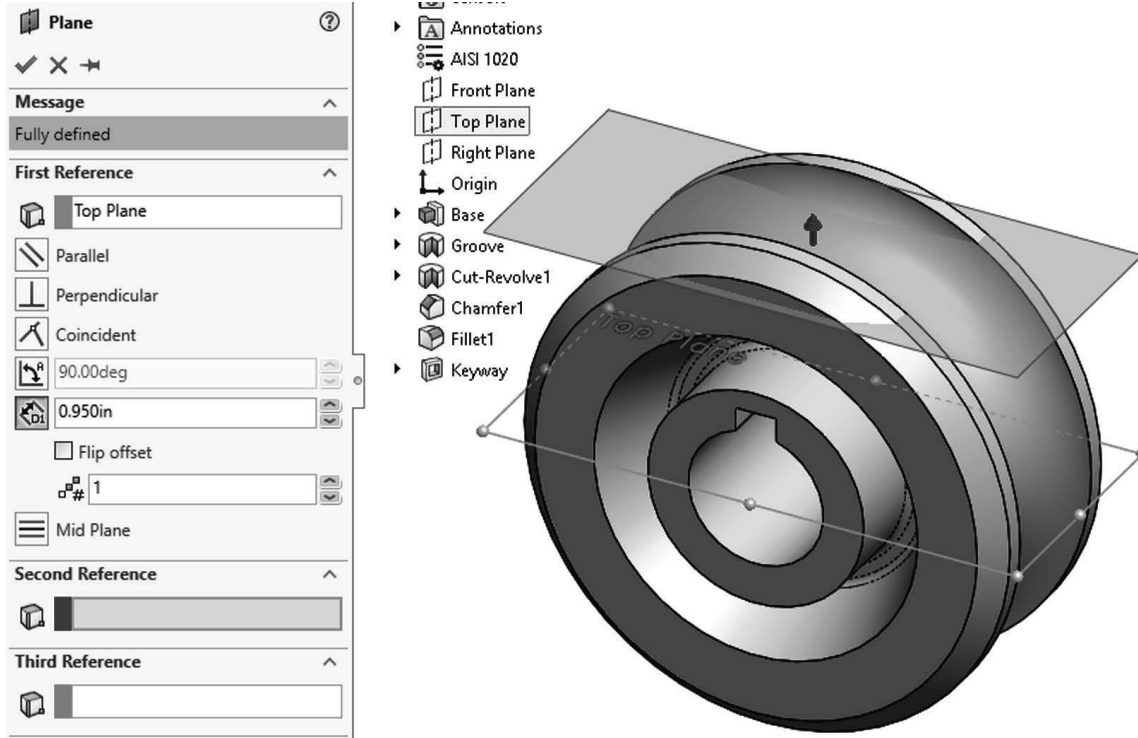 Plane
Message
Fully defined
First Reference
Top Plane
Parallel
Perpendicular
Coincident
90.00deg
D1
0.950in
Flip offset
# 1
Mid Plane
Second Reference
Third Reference
Annotations
AISI 1020
Front Plane
Top Plane
Right Plane
Origin
Base
Groove
Cut-Revolve1
Chamfer1
Fillet1
Keyway
Top Plane